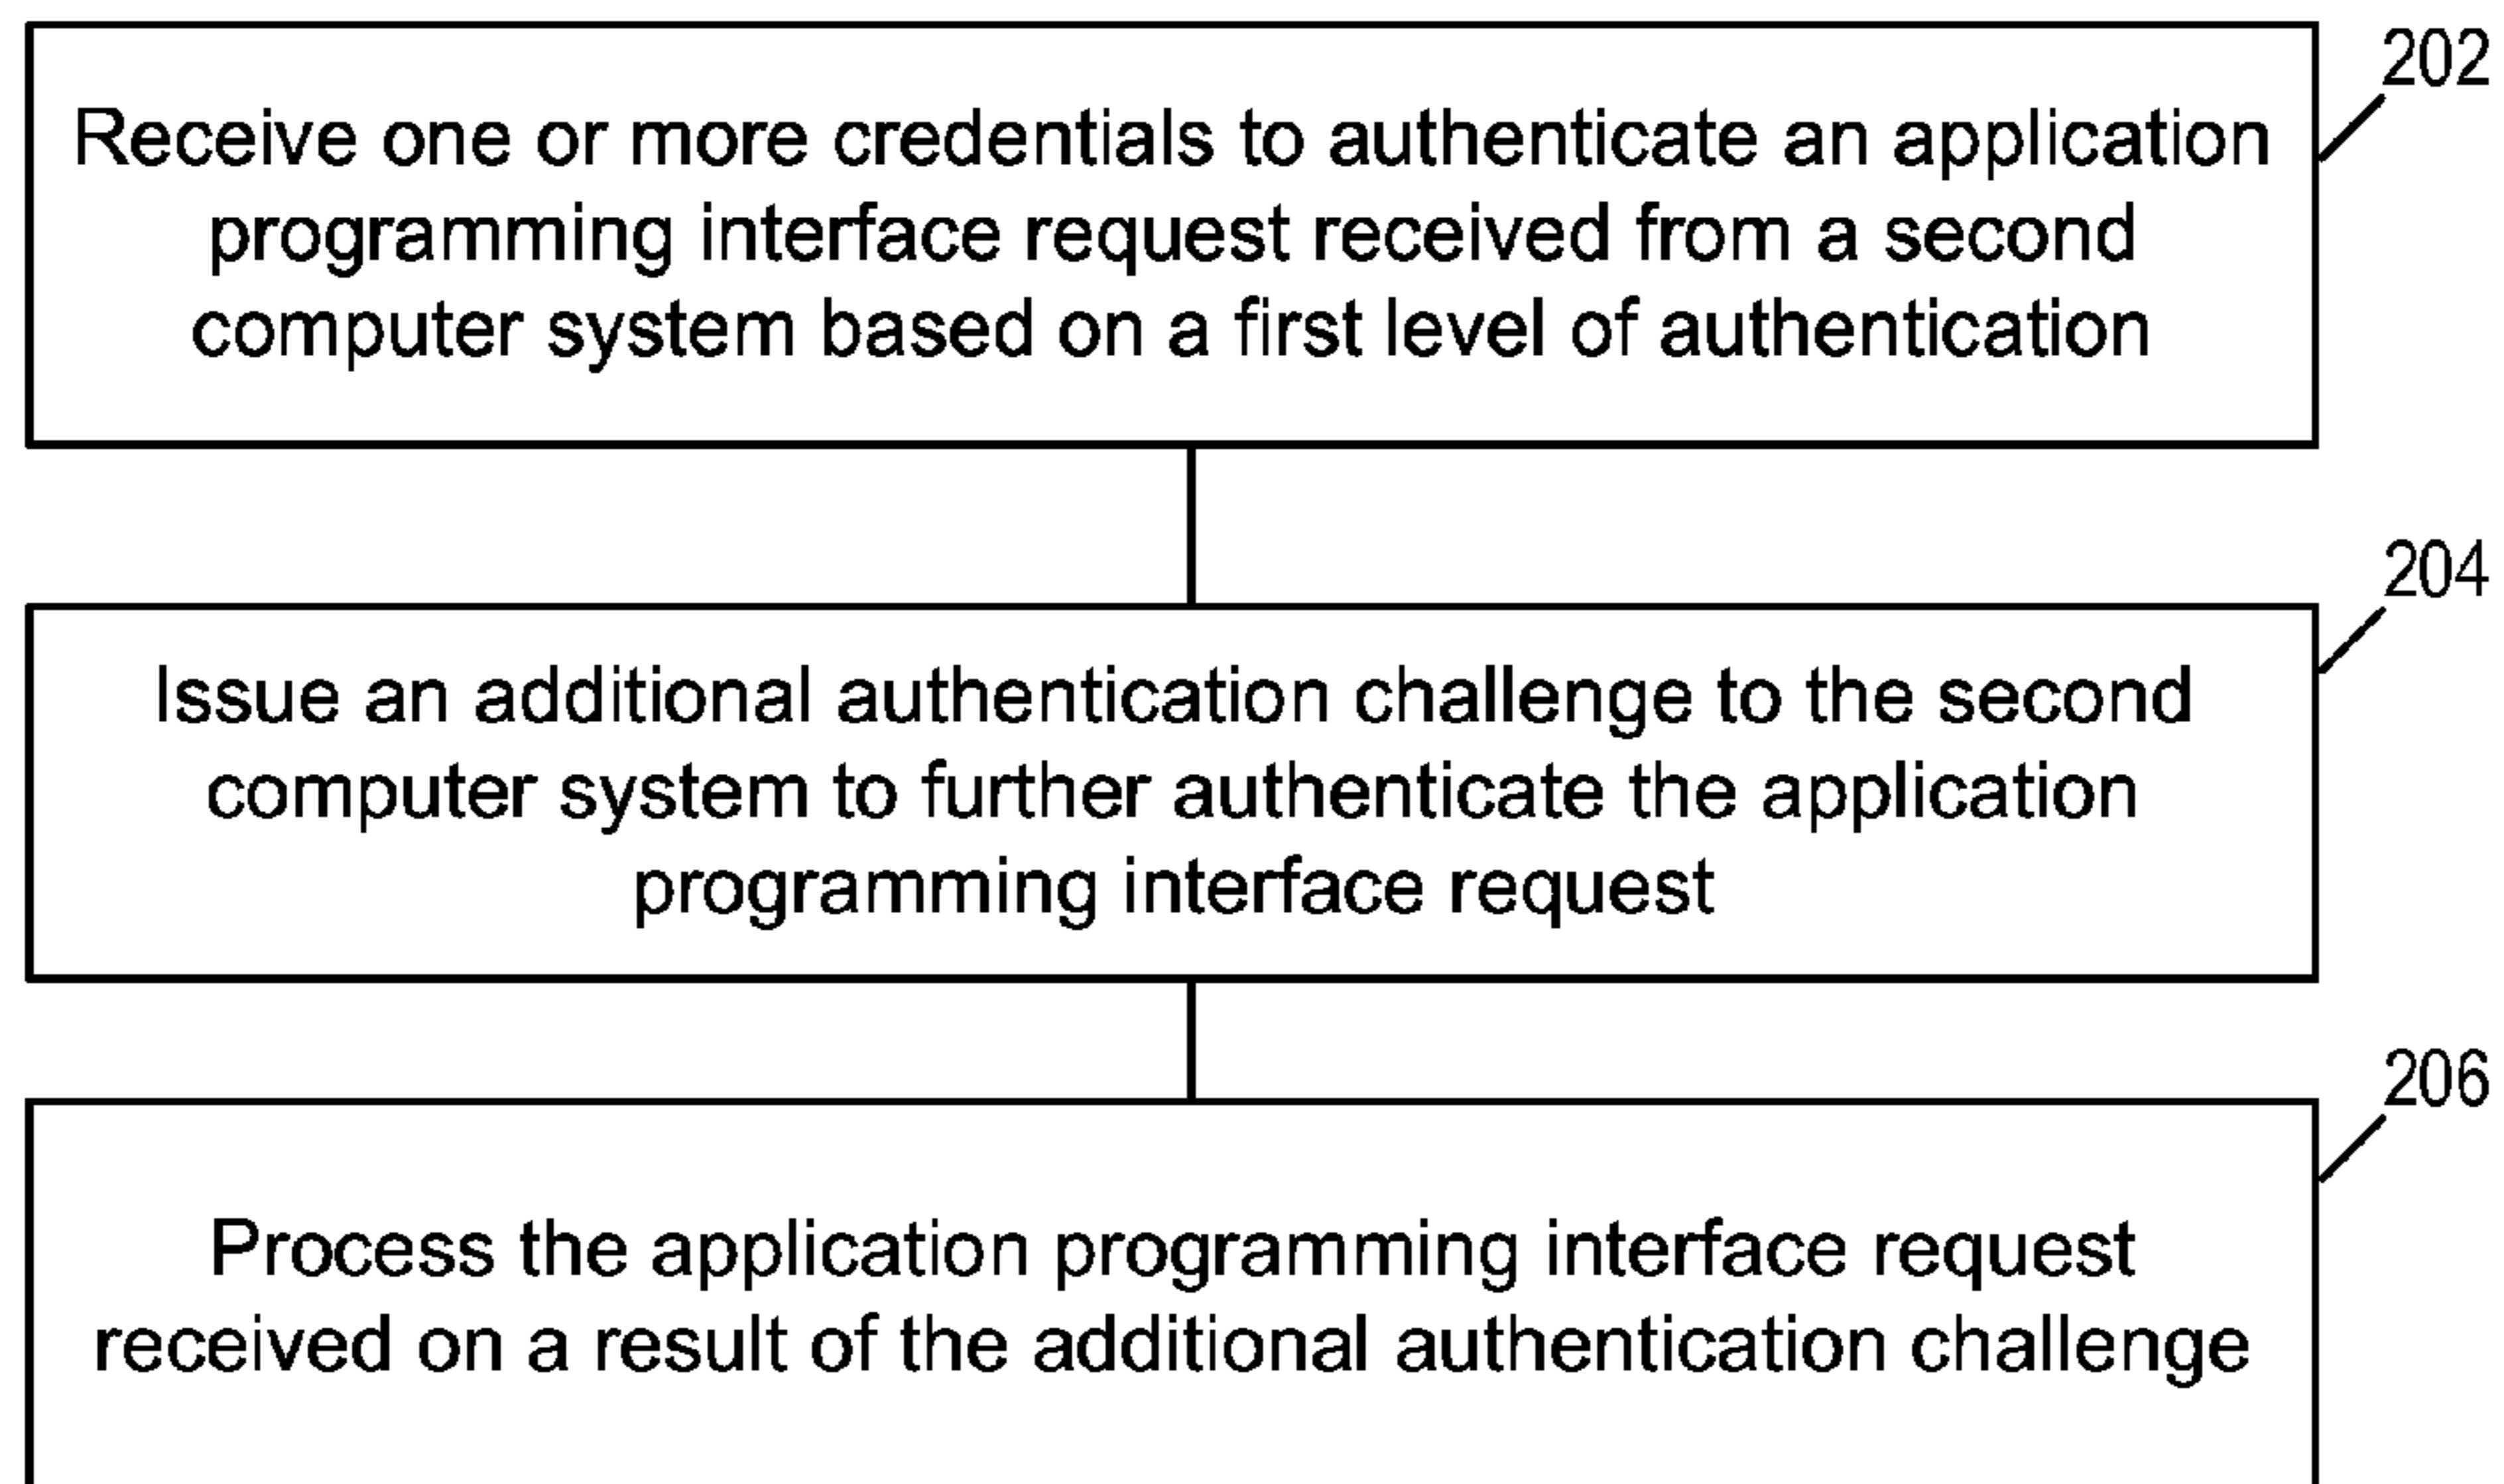 202
Receive one or more credentials to authenticate an application
programming interface request received from a second
computer system based on a first level of authentication
204
Issue an additional authentication challenge to the second
computer system to further authenticate the application
programming interface request
206
Process the application programming interface request
received on a result of the additional authentication challenge